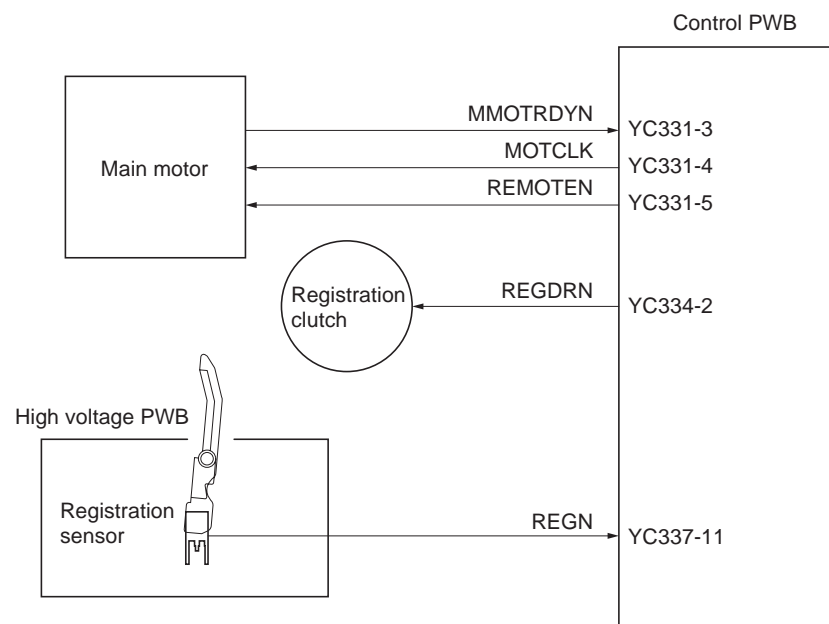 Control PWB
MMOTRDYN
YC331-3
Main motor
MOTCLK
YC331-4
REMOTEN
YC331-5
Registration
clutch
REGDRN
YC334-2
High voltage PWB
Registration
sensor
REGN
YC337-11